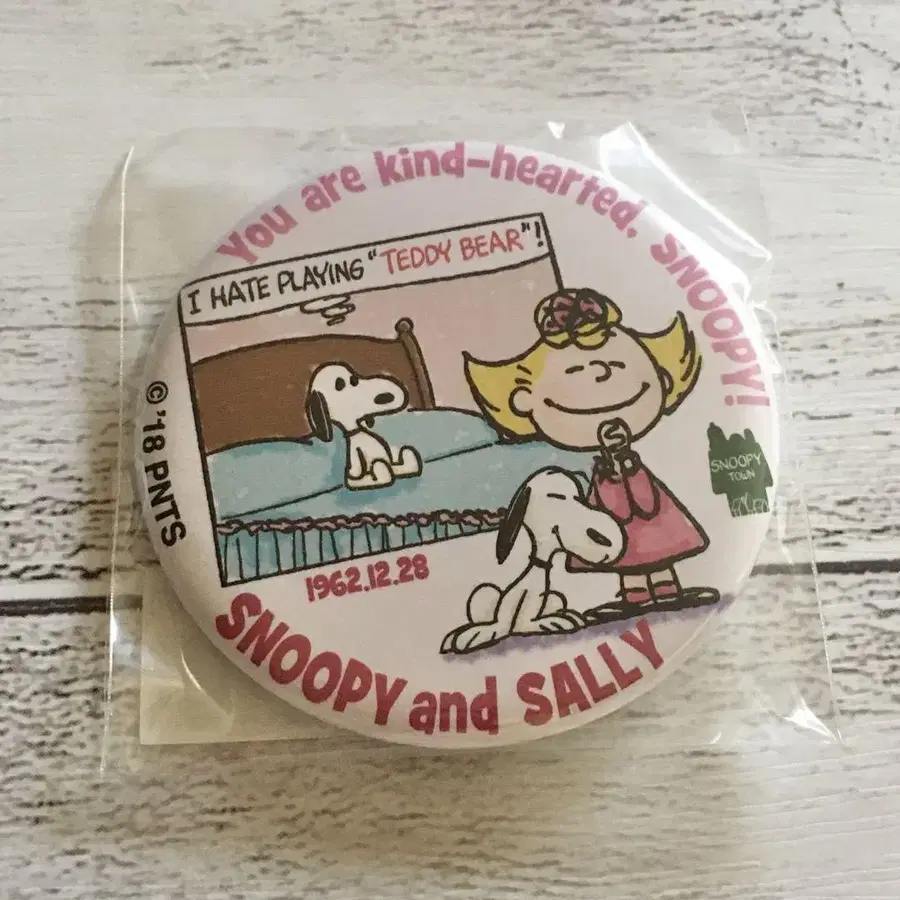 You are kind-hearted, SNOOPY!
I HATE PLAYING "TEDDY BEAR"!
©'18 PNTS
SNOOPY
TOWN
1962.12.28
SNOOPY and SALLY